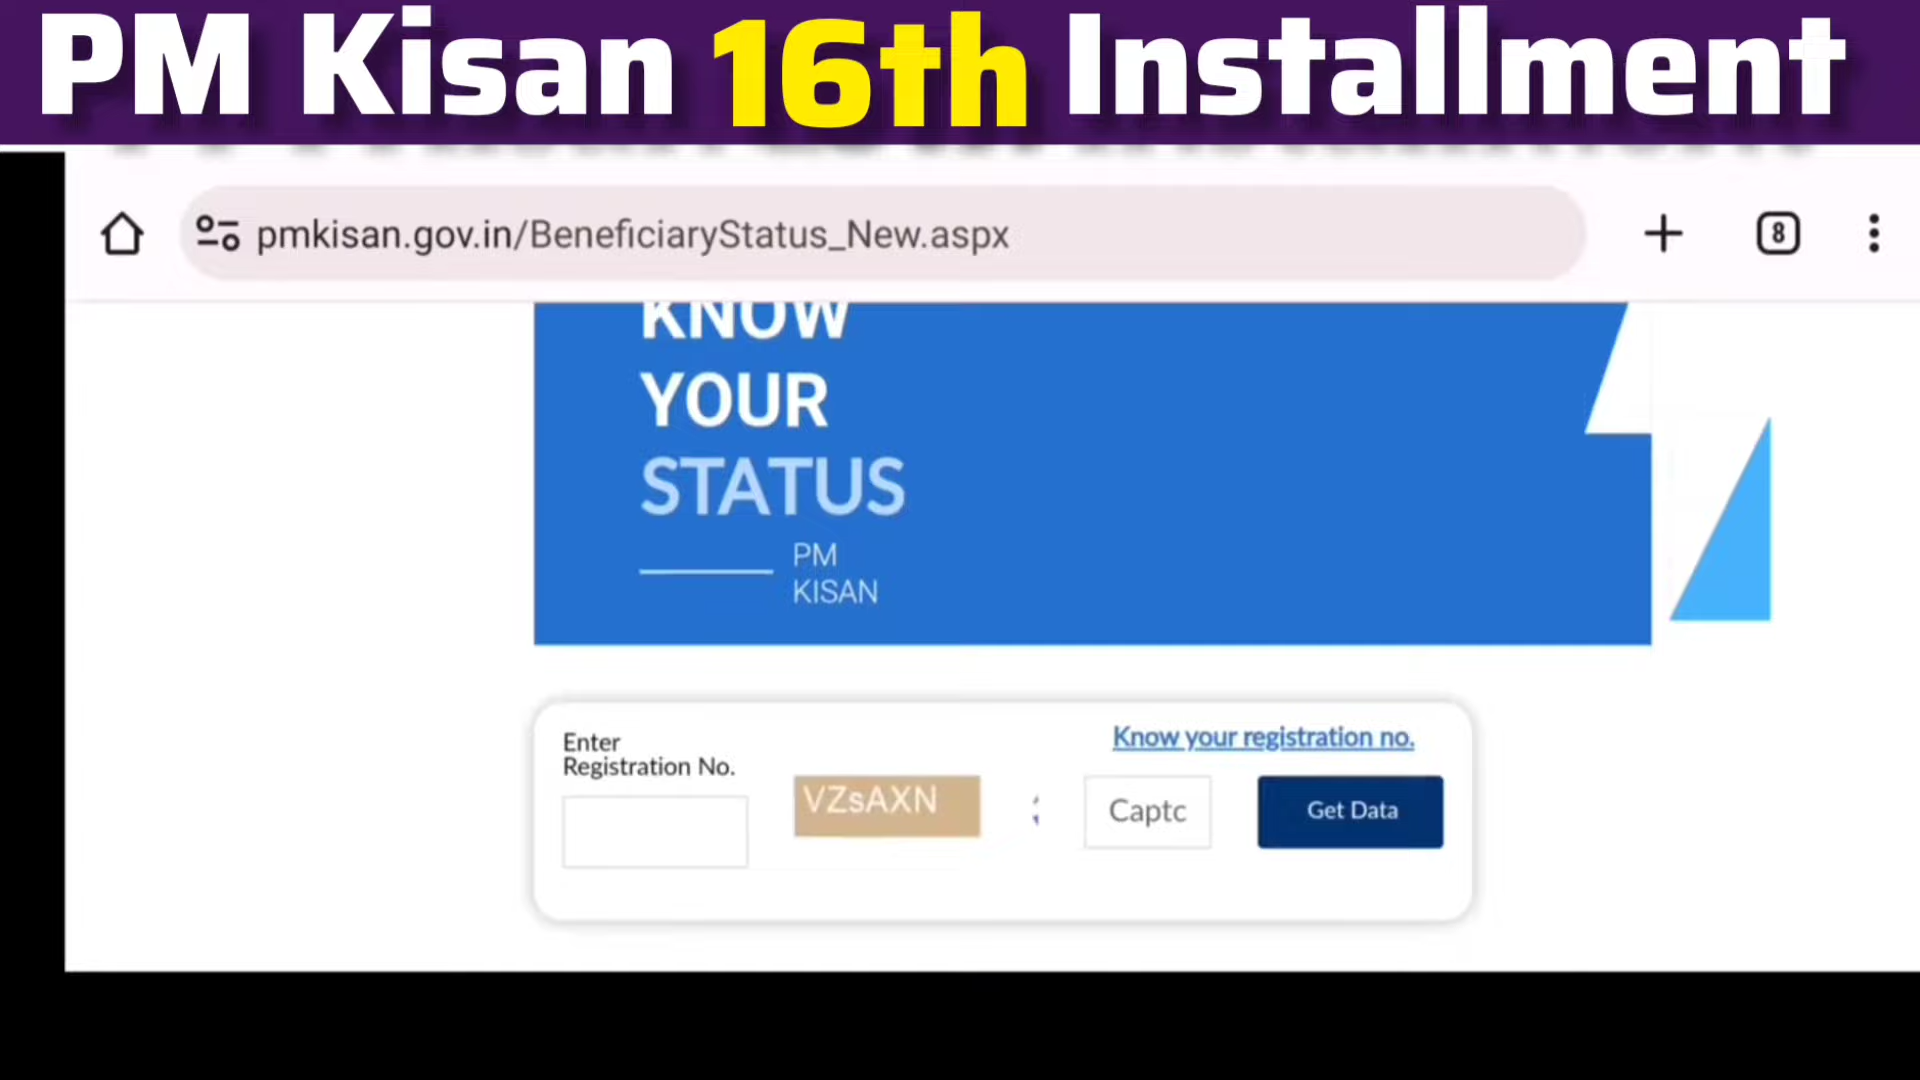 PM Kisan 16th Installment
pmkisan.gov.in/BeneficiaryStatus_New.aspx
8
KNOW
YOUR
STATUS
PM
KISAN
Enter
Registration No.
Know your registration no.
VZsAXN
Captc
Get Data